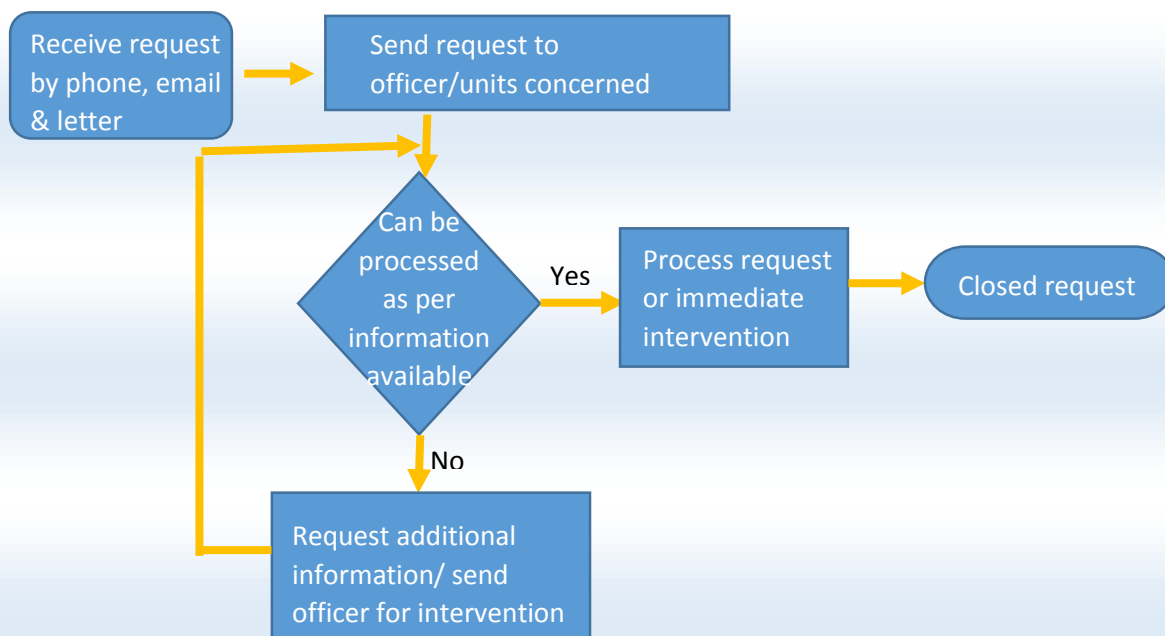 Receive request
by phone, email
& letter
Send request to
officer/units concerned
Can be
processed
as per
information
available
Yes
Process request
or immediate
intervention
Closed request
No
Request additional
information/ send
officer for intervention